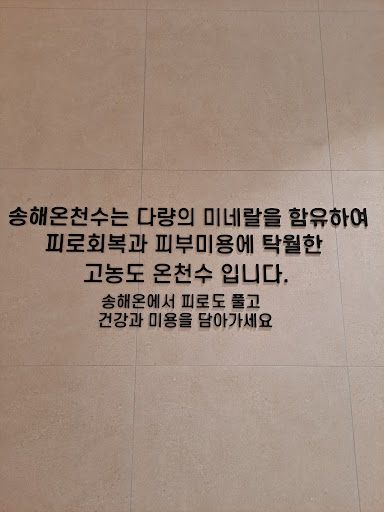 송해온천수는 다량의 미네랄을 함유하여
피로회복과 피부미용에 탁월한
고농도 온천수 입니다.
송해온에서 피로도 풀고
건강과 미용을 담아가세요